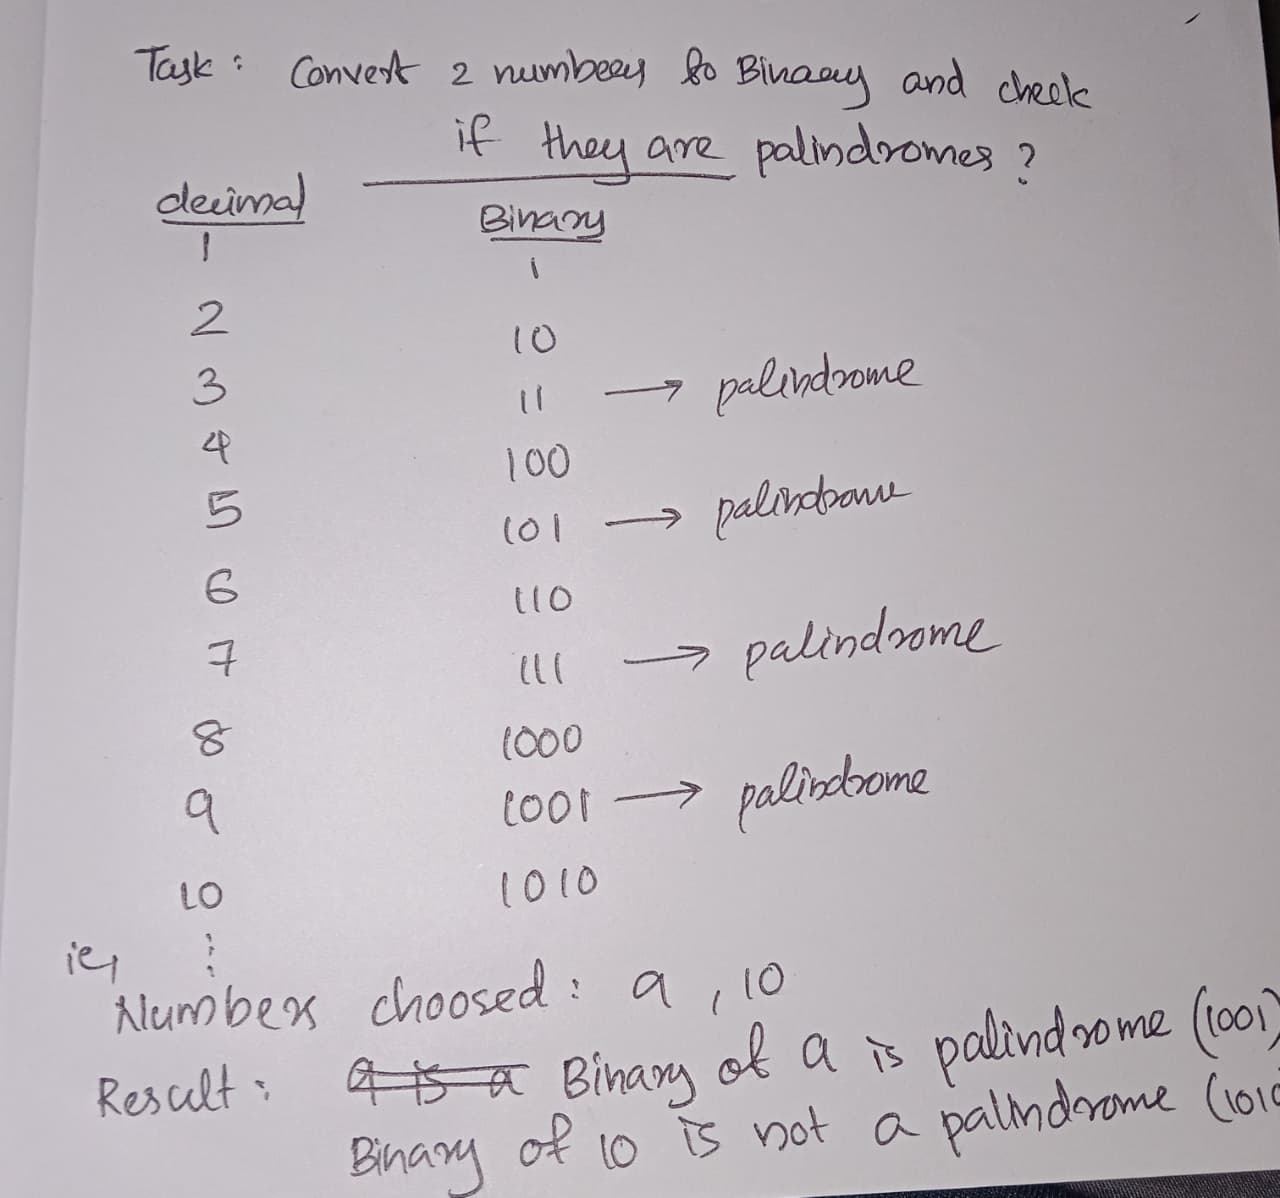 Task : Convert 2 numbers to Binary and check
if they are palindromes ?
decimal Binary
1 1
2 10
3 11 → palindrome
4 100
5 101 → palindrome
6 110
7 111 → palindrome
8 1000
9 1001 → palindrome
10 1010
ie,
Numbers choosed : 9 , 10
Result : 9 is a Binary of 9 is palindrome (1001)
Binary of 10 is not a palindrome (1010